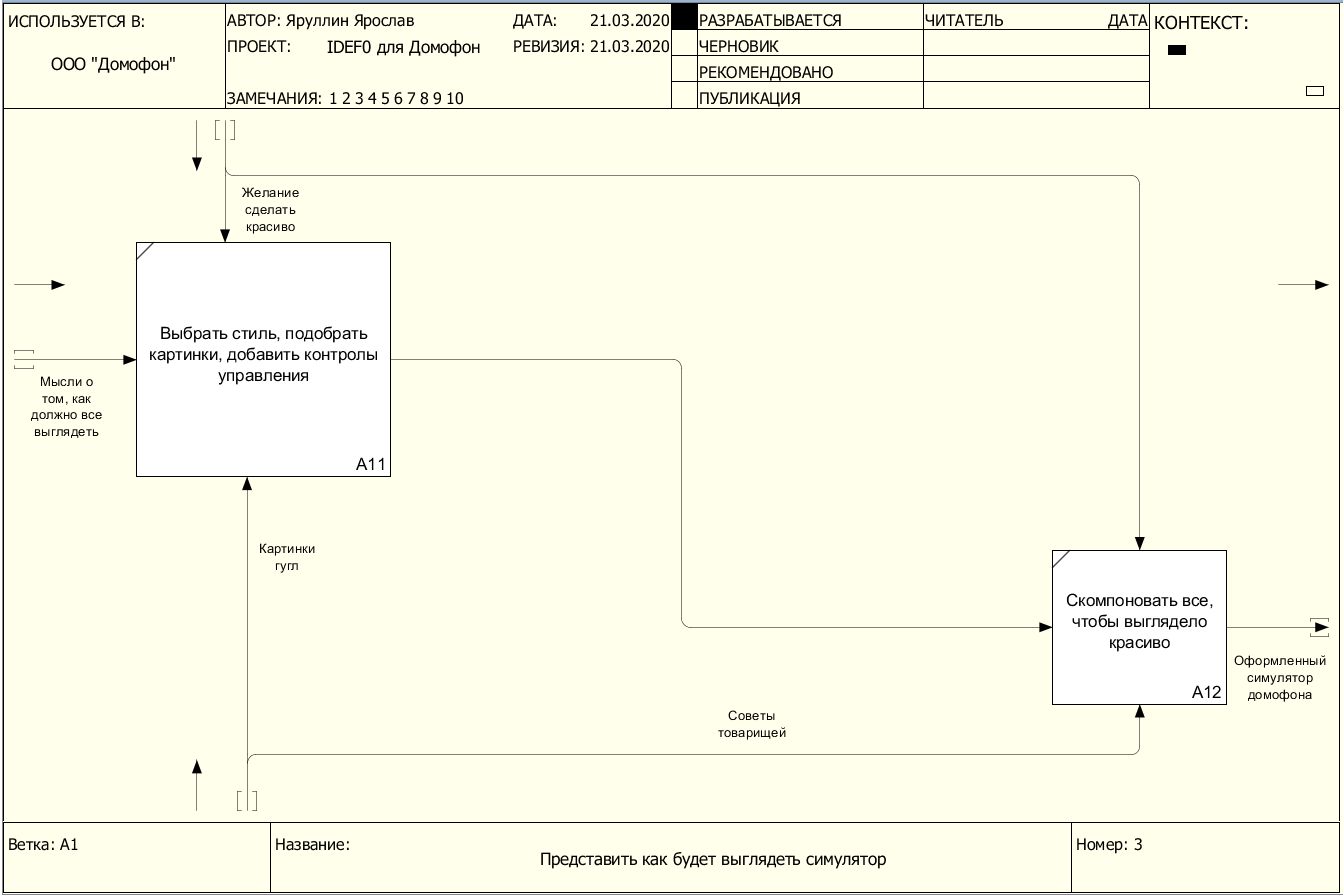 ИСПОЛЬЗУЕТСЯ В:
ООО "Домофон"
АВТОР: Яруллин Ярослав
ДАТА: 21.03.2020
ПРОЕКТ: IDEF0 для Домофон
РЕВИЗИЯ: 21.03.2020
ЗАМЕЧАНИЯ: 1 2 3 4 5 6 7 8 9 10
РАЗРАБАТЫВАЕТСЯ
ЧЕРНОВИК
РЕКОМЕНДОВАНО
ПУБЛИКАЦИЯ
ЧИТАТЕЛЬ
ДАТА
КОНТЕКСТ:
Желание
сделать
красиво
Выбрать стиль, подобрать
картинки, добавить контролы
управления
A11
Мысли о
том, как
должно все
выглядеть
Картинки
гугл
Скомпоновать все,
чтобы выглядело
красиво
A12
Оформленный
симулятор
домофона
Советы
товарищей
Ветка: A1
Название:
Представить как будет выглядеть симулятор
Номер: 3